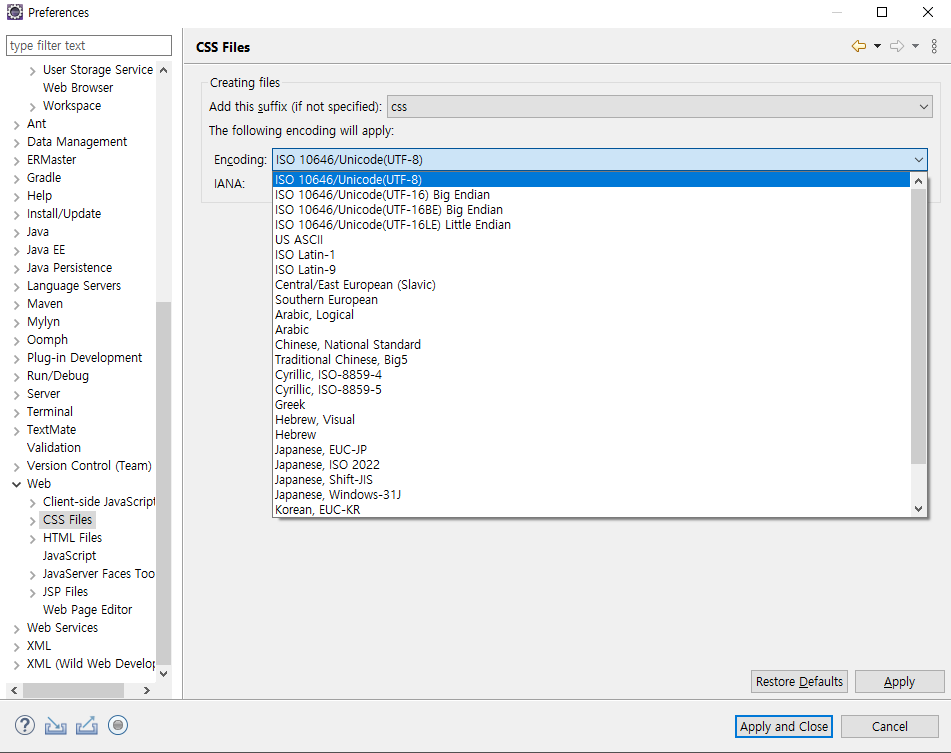 Preferences
type filter text
User Storage Service
Web Browser
Workspace
Ant
Data Management
ERMaster
Gradle
Help
Install/Update
Java
Java EE
Java Persistence
Language Servers
Maven
Mylyn
Oomph
Plug-in Development
Run/Debug
Server
Terminal
TextMate
Validation
Version Control (Team)
Web
Client-side JavaScript
CSS Files
HTML Files
JavaScript
JavaServer Faces Too
JSP Files
Web Page Editor
Web Services
XML
XML (Wild Web Develop
CSS Files
Creating files
Add this suffix (if not specified): css
The following encoding will apply:
Encoding: ISO 10646/Unicode(UTF-8)
IANA:
ISO 10646/Unicode(UTF-8)
ISO 10646/Unicode(UTF-16) Big Endian
ISO 10646/Unicode(UTF-16BE) Big Endian
ISO 10646/Unicode(UTF-16LE) Little Endian
US ASCII
ISO Latin-1
ISO Latin-9
Central/East European (Slavic)
Southern European
Arabic, Logical
Arabic
Chinese, National Standard
Traditional Chinese, Big5
Cyrillic, ISO-8859-4
Cyrillic, ISO-8859-5
Greek
Hebrew, Visual
Hebrew
Japanese, EUC-JP
Japanese, ISO 2022
Japanese, Shift-JIS
Japanese, Windows-31J
Korean, EUC-KR
Restore Defaults
Apply
Apply and Close
Cancel